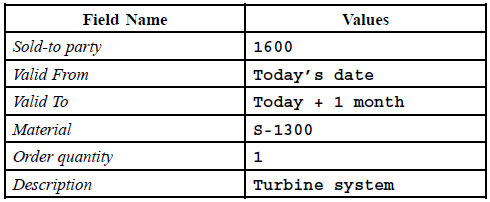 Field Name Values
Sold-to party 1600
Valid From Today's date
Valid To Today + 1 month
Material S-1300
Order quantity 1
Description Turbine system